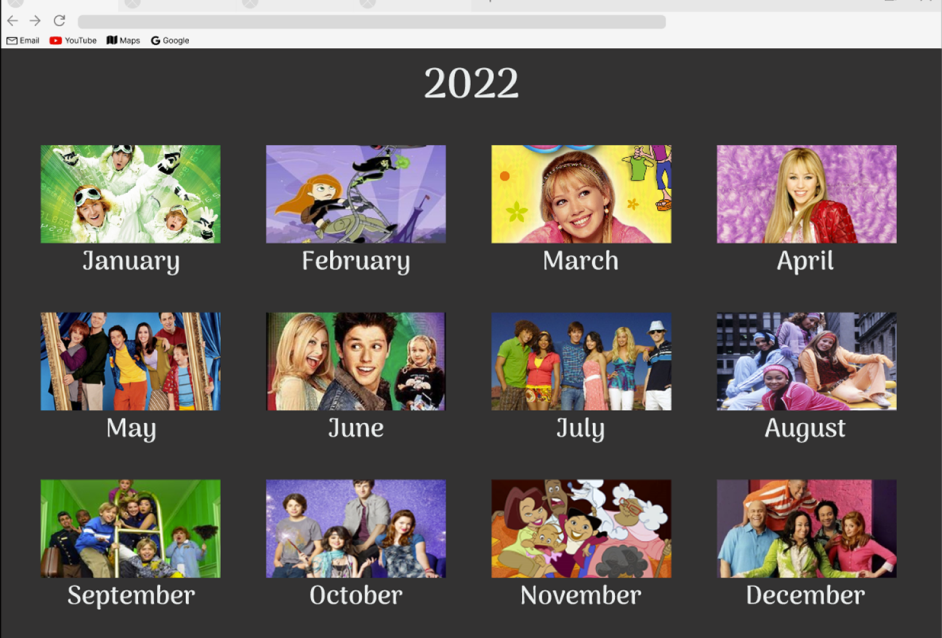 Email YouTube Maps Google
2022
January February March April
May June July August
September October November December